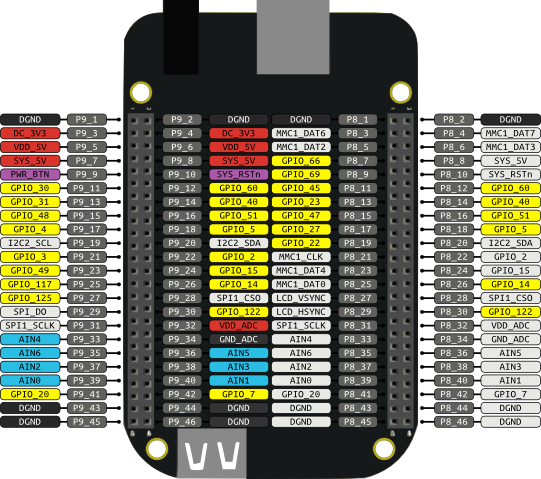 DGND P9_1 P9_2 DGND DGND P8_1 P8_2 DGND
DC_3V3 P9_3 P9_4 DC_3V3 MMC1_DAT6 P8_3 P8_4 MMC1_DAT7
VDD_5V P9_5 P9_6 VDD_5V MMC1_DAT2 P8_5 P8_6 MMC1_DAT3
SYS_5V P9_7 P9_8 SYS_5V GPIO_66 P8_7 P8_8 SYS_5V
PWR_BTN P9_9 P9_10 SYS_RSTn GPIO_69 P8_9 P8_10 SYS_RSTn
GPIO_30 P9_11 P9_12 GPIO_60 GPIO_45 P8_11 P8_12 GPIO_60
GPIO_31 P9_13 P9_14 GPIO_40 GPIO_23 P8_13 P8_14 GPIO_40
GPIO_48 P9_15 P9_16 GPIO_51 GPIO_47 P8_15 P8_16 GPIO_51
GPIO_4 P9_17 P9_18 GPIO_5 GPIO_27 P8_17 P8_18 GPIO_5
I2C2_SCL P9_19 P9_20 I2C2_SDA GPIO_22 P8_19 P8_20 I2C2_SDA
GPIO_3 P9_21 P9_22 GPIO_2 MMC1_CLK P8_21 P8_22 GPIO_2
GPIO_49 P9_23 P9_24 GPIO_15 MMC1_DAT4 P8_23 P8_24 GPIO_15
GPIO_117 P9_25 P9_26 GPIO_14 MMC1_DAT0 P8_25 P8_26 GPIO_14
GPIO_125 P9_27 P9_28 SPI1_CSO LCD_VSYNC P8_27 P8_28 SPI1_CSO
SPI_DO P9_29 P9_30 GPIO_122 LCD_HSYNC P8_29 P8_30 GPIO_122
SPI1_SCLK P9_31 P9_32 VDD_ADC SPI1_SCLK P8_31 P8_32 VDD_ADC
AIN4 P9_33 P9_34 GND_ADC AIN4 P8_33 P8_34 GND_ADC
AIN6 P9_35 P9_36 AIN5 AIN6 P8_35 P8_36 AIN5
AIN2 P9_37 P9_38 AIN3 AIN2 P8_37 P8_38 AIN3
AIN0 P9_39 P9_40 AIN1 AIN0 P8_39 P8_40 AIN1
GPIO_20 P9_41 P9_42 GPIO_7 GPIO_20 P8_41 P8_42 GPIO_7
DGND P9_43 P9_44 DGND DGND P8_43 P8_44 DGND
DGND P9_45 P9_46 DGND DGND P8_45 P8_46 DGND